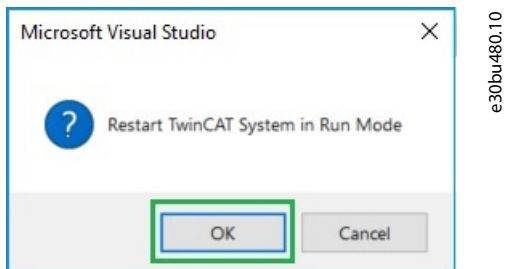 Microsoft Visual Studio
Restart TwinCAT System in Run Mode
OK
Cancel
e30bu480.10